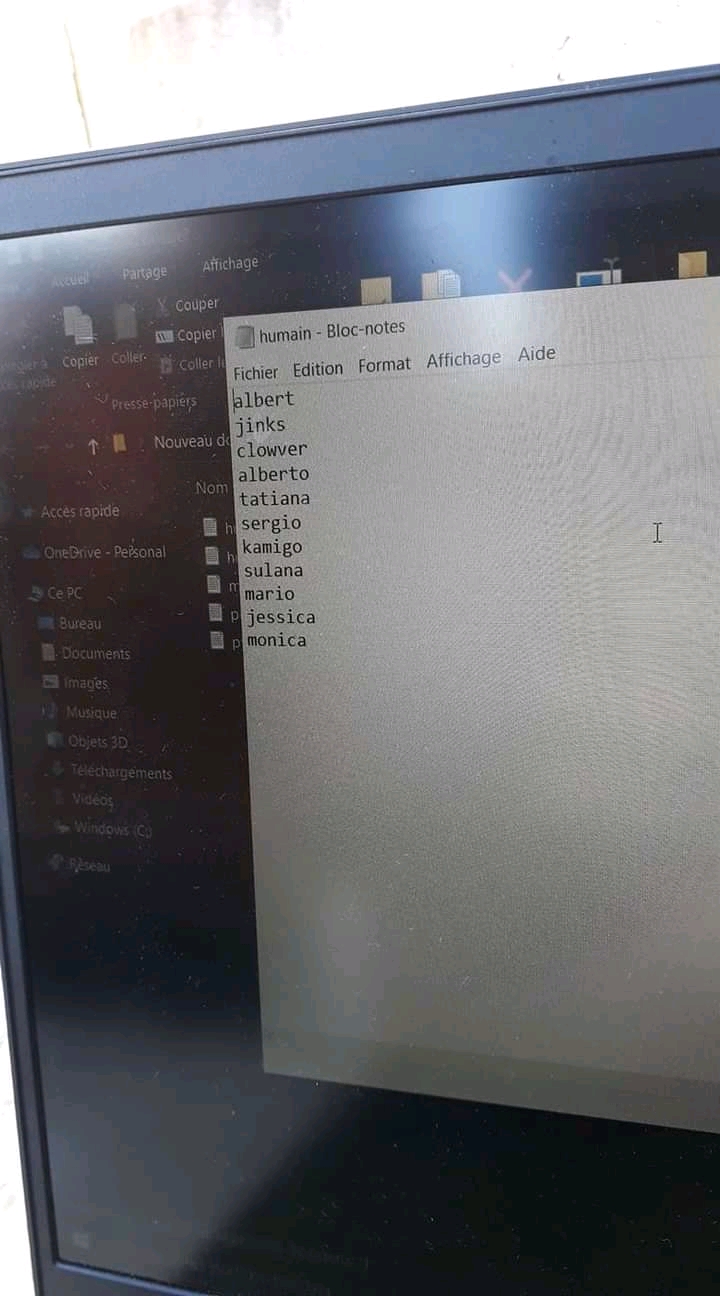 Accueil Partage Affichage
Couper
Copier
Copier Coller Coller
accès rapide
Presse-papiers
Nouveau
Nom
Accès rapide
OneDrive - Personal
Ce PC
Bureau
Documents
Images
Musique
Objets 3D
Téléchargements
Vidéos
Windows (C:)
Réseau
humain - Bloc-notes
Fichier Edition Format Affichage Aide
albert
jinks
clowver
alberto
tatiana
sergio
kamigo
sulana
mario
jessica
monica